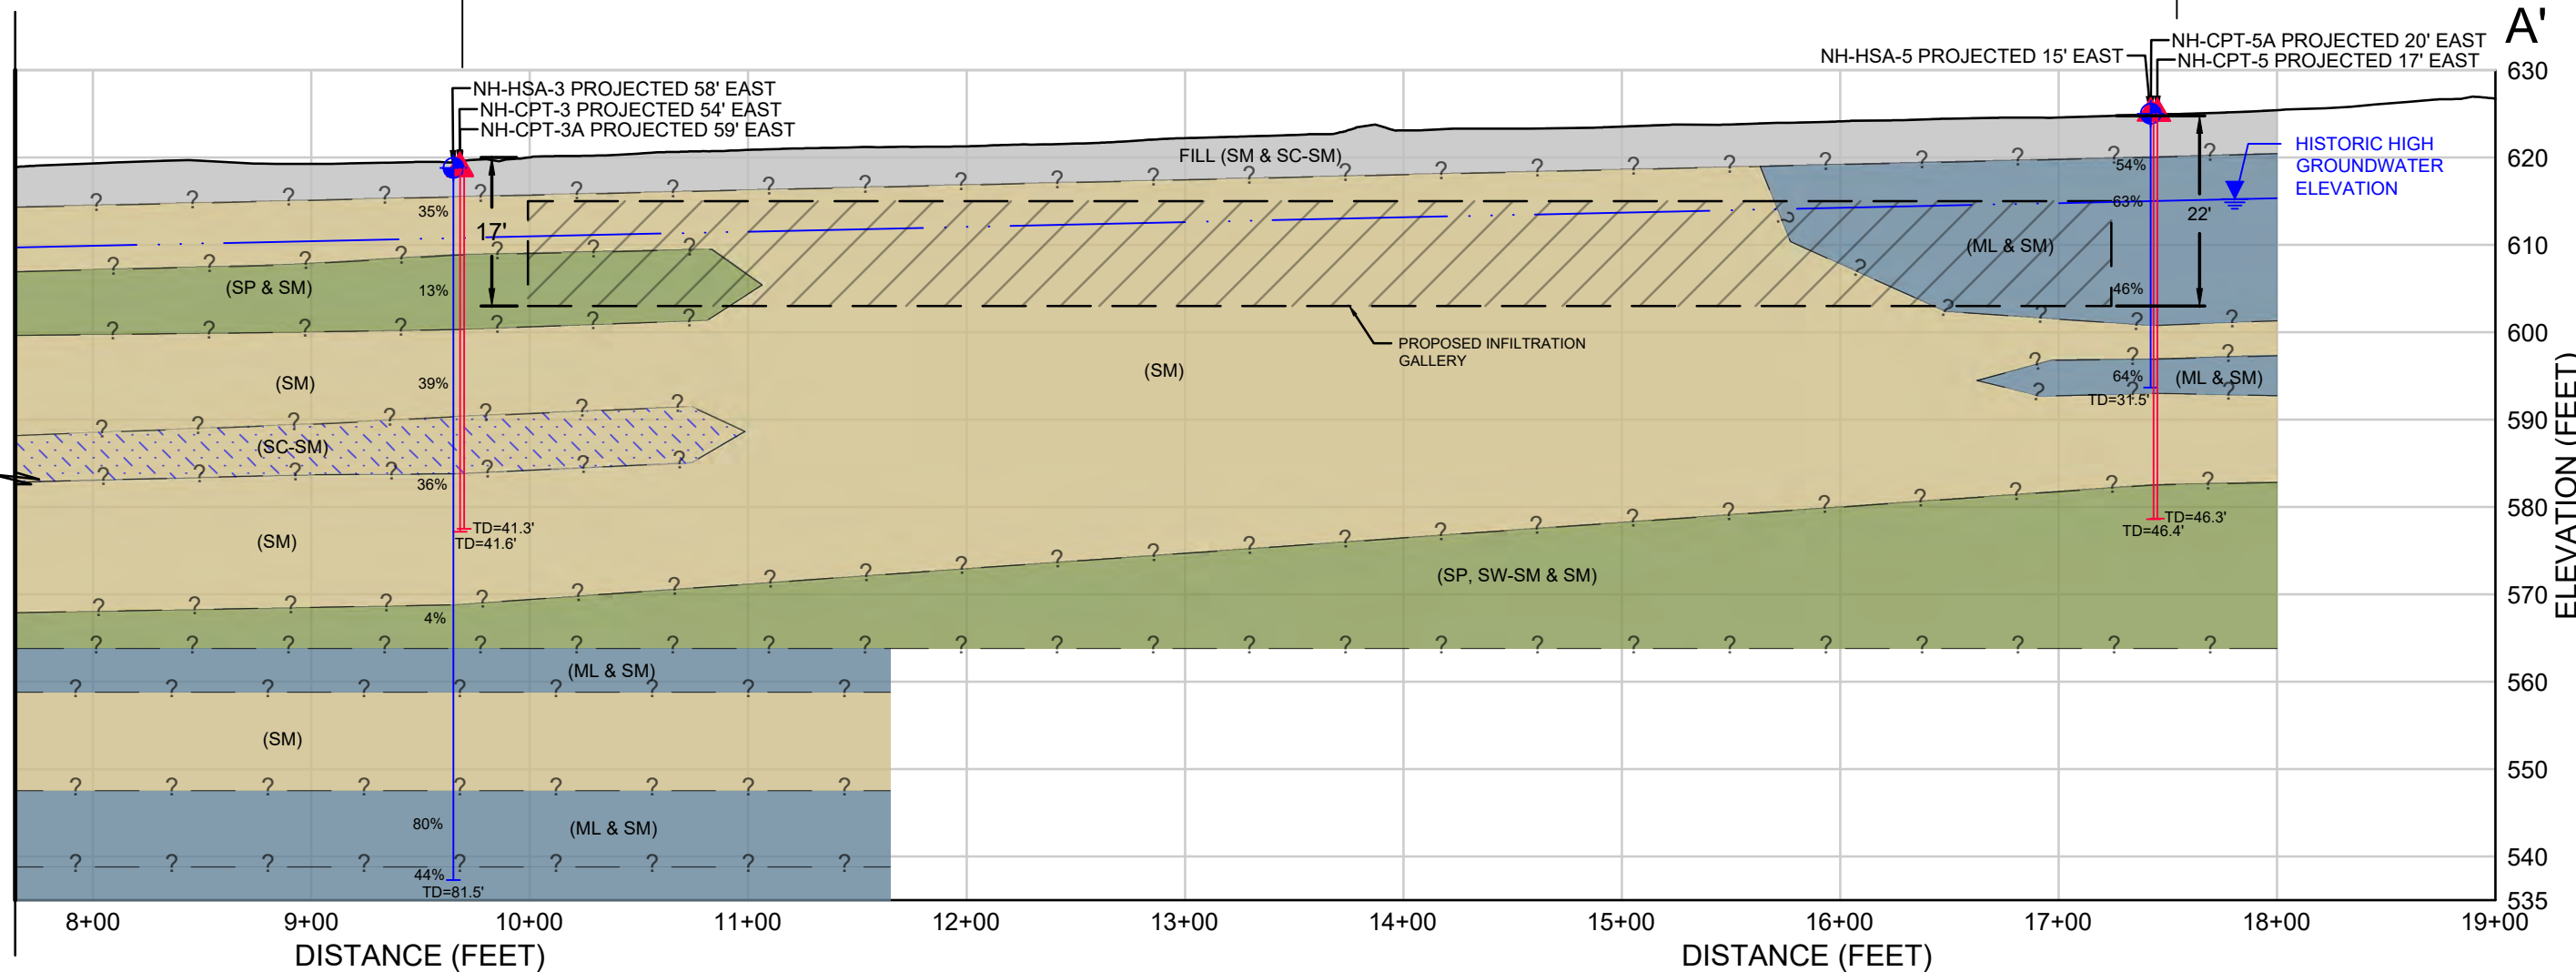 A'
NH-CPT-5A PROJECTED 20' EAST
NH-HSA-5 PROJECTED 15' EAST
NH-CPT-5 PROJECTED 17' EAST
630
NH-HSA-3 PROJECTED 58' EAST
NH-CPT-3 PROJECTED 54' EAST
NH-CPT-3A PROJECTED 59' EAST
HISTORIC HIGH
GROUNDWATER
ELEVATION
FILL (SM & SC-SM)
620
54%
63%
22'
35%
17'
(ML & SM)
610
(SP & SM)
13%
46%
600
PROPOSED INFILTRATION
GALLERY
(SM)
39%
(SM)
64%
(ML & SM)
TD=31.5'
590
(SC-SM)
36%
ELEVATION (FEET)
580
TD=41.3'
TD=41.6'
TD=46.3'
TD=46.4'
(SM)
(SP, SW-SM & SM)
570
4%
(ML & SM)
560
(SM)
550
80%
(ML & SM)
540
44%
TD=81.5'
535
8+00 9+00 10+00 11+00 12+00 13+00 14+00 15+00 16+00 17+00 18+00 19+00
DISTANCE (FEET) DISTANCE (FEET)